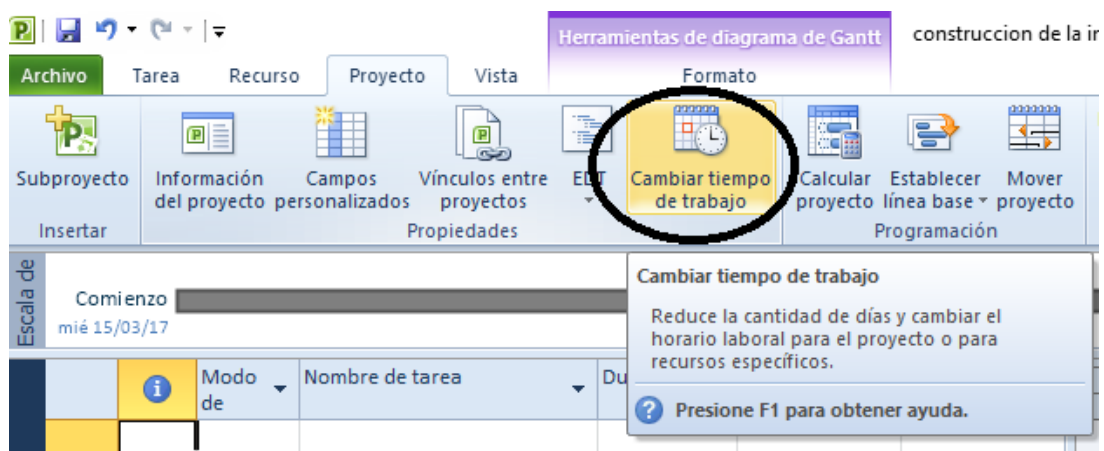 Herramientas de diagrama de Gantt
construccion de la i
Archivo Tarea Recurso Proyecto Vista Formato
Subproyecto
Información del proyecto
Campos personalizados
Vínculos entre proyectos
EDT
Cambiar tiempo de trabajo
Calcular proyecto
Establecer línea base
Mover proyecto
Insertar Propiedades Programación
Escala de
Comienzo
mié 15/03/17
Cambiar tiempo de trabajo
Reduce la cantidad de días y cambiar el
horario laboral para el proyecto o para
recursos específicos.
Presione F1 para obtener ayuda.
Modo de
Nombre de tarea
Du